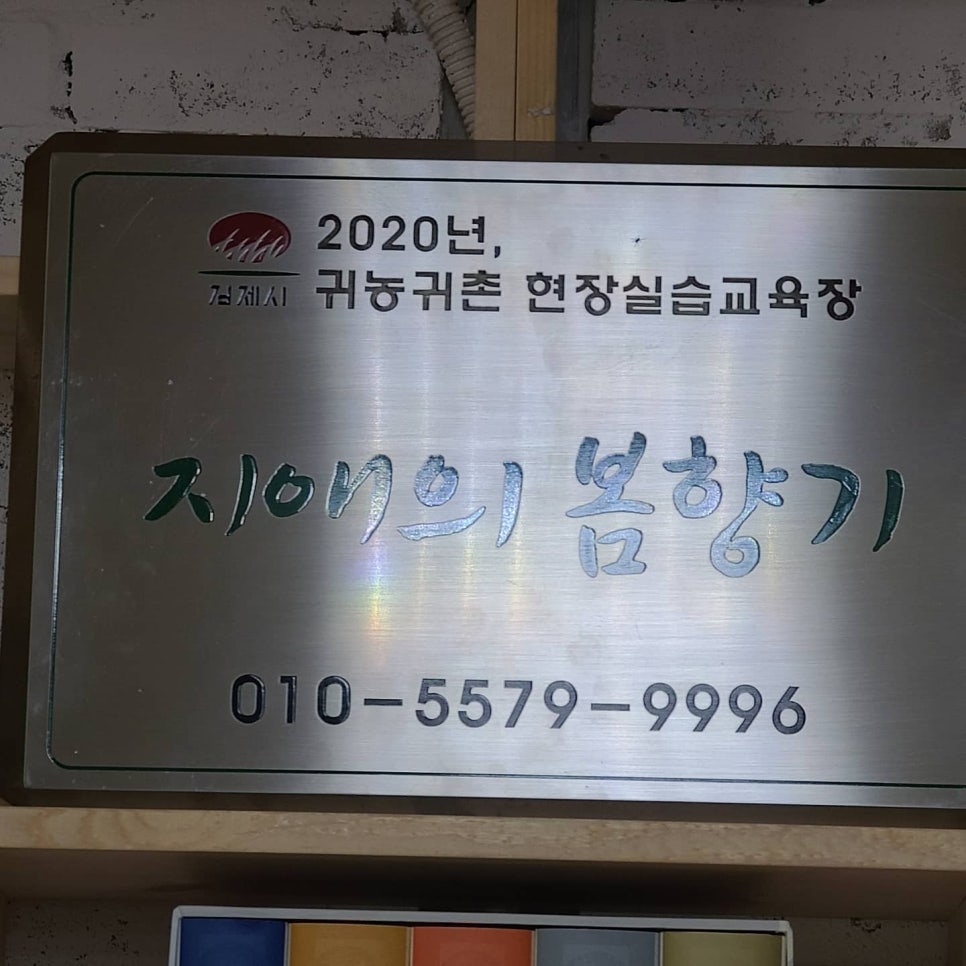 2020년,
김제시 귀농귀촌 현장실습교육장
지애의 봄향기
010-5579-9996